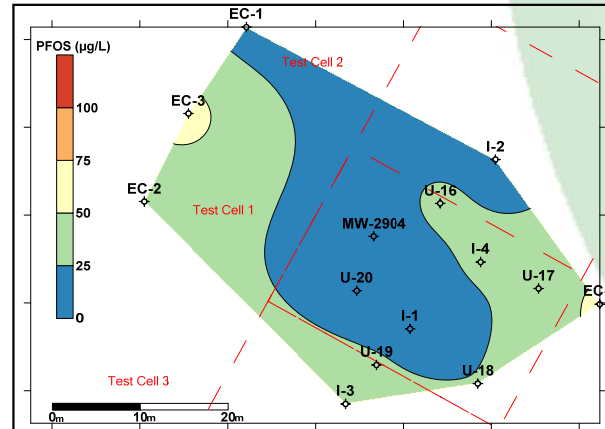 EC-1
PFOS (µg/L)
Test Cell 2
100
EC-3
75
I-2
50
EC-2
U-16
Test Cell 1
MW-2904
25
I-4
U-20
U-17
EC-
0
I-1
U-19
U-18
Test Cell 3
I-3
0m 10m 20m